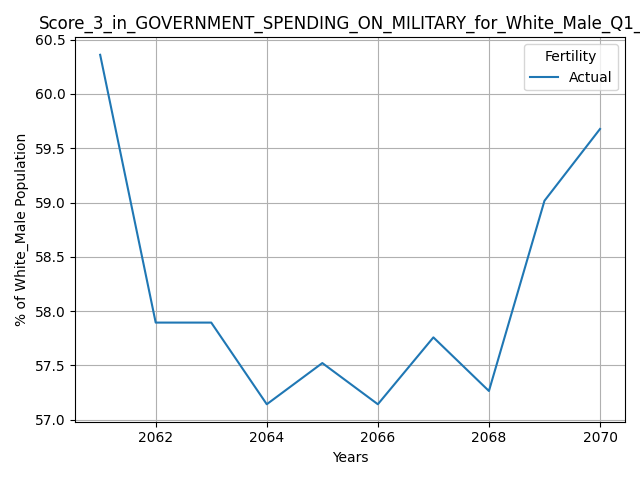 Score_3_in_GOVERNMENT_SPENDING_ON_MILITARY_for_White_Male_Q1_
60.5
60.0
59.5
59.0
58.5
58.0
57.5
57.0
% of White_Male Population
Fertility
Actual
2062 2064 2066 2068 2070
Years